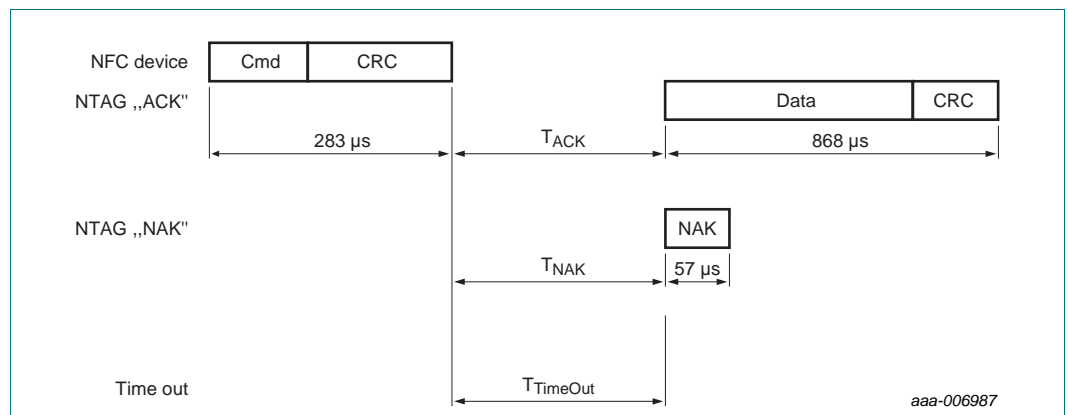 NFC device Cmd CRC
NTAG ,,ACK" Data CRC
283 µs TACK 868 µs
NTAG ,,NAK" NAK
TNAK 57 µs
Time out TTimeOut
aaa-006987